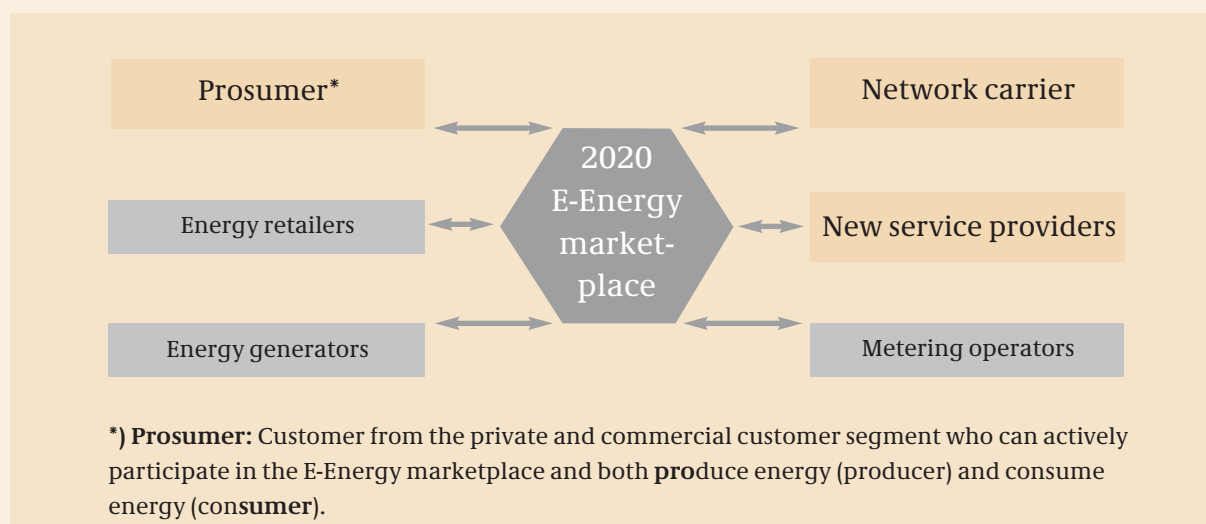 Prosumer*
Network carrier
2020
E-Energy
market-
place
Energy retailers
New service providers
Energy generators
Metering operators
*) Prosumer: Customer from the private and commercial customer segment who can actively
participate in the E-Energy marketplace and both produce energy (producer) and consume
energy (consumer).